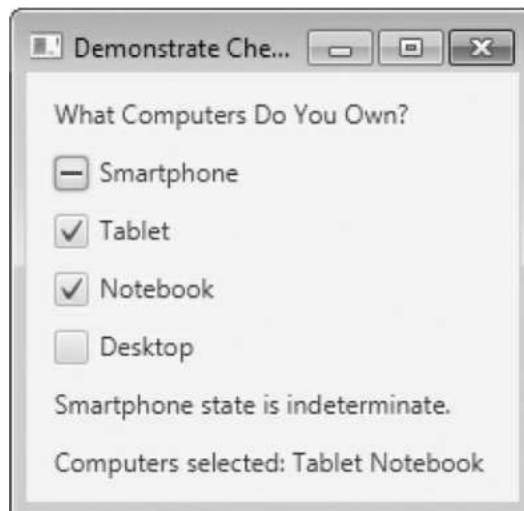 Demonstrate Che...
What Computers Do You Own?
Smartphone
Tablet
Notebook
Desktop
Smartphone state is indeterminate.
Computers selected: Tablet Notebook